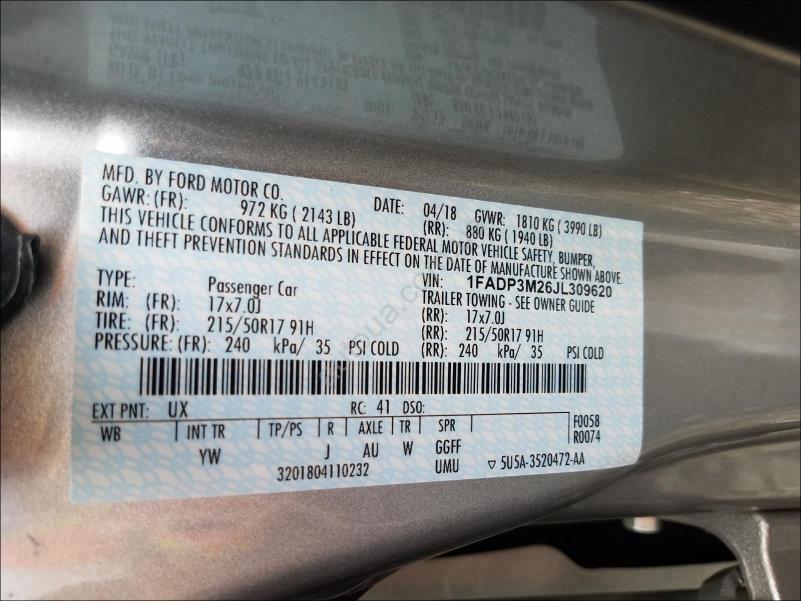 MFD. BY FORD MOTOR CO. DATE: 04/18 GVWR: 1810 KG ( 3990 LB)
GAWR: (FR): 972 KG ( 2143 LB) (RR): 880 KG ( 1940 LB)
THIS VEHICLE CONFORMS TO ALL APPLICABLE FEDERAL MOTOR VEHICLE SAFETY, BUMPER,
AND THEFT PREVENTION STANDARDS IN EFFECT ON THE DATE OF MANUFACTURE SHOWN ABOVE.
VIN: 1FADP3M26JL309620
TYPE: Passenger Car TRAILER TOWING - SEE OWNER GUIDE
RIM: (FR): 17x7.0J (RR): 17x7.0J
TIRE: (FR): 215/50R17 91H (RR): 215/50R17 91H
PRESSURE: (FR): 240 kPa/ 35 PSI COLD (RR): 240 kPa/ 35 PSI COLD
EXT PNT: UX RC: 41 DSO: F0058
WB INT TR TP/PS R AXLE TR SPR R0074
YW J AU W GGFF
3201804110232 UMU ▽ 5U5A-3520472-AA